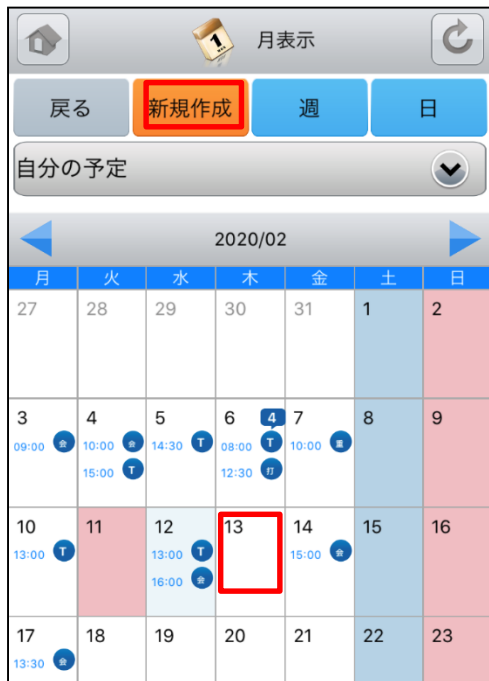 1
月表示
戻る 新規作成 週 日
自分の予定
2020/02
月 火 水 木 金 土 日
27 28 29 30 31 1 2
3 4 5 6 4 7 8 9
09:00 会 10:00 会 14:30 T 08:00 T 10:00 重
15:00 T 12:30 打
10 11 12 13 14 15 16
13:00 T 13:00 T 15:00 会
16:00 会
17 18 19 20 21 22 23
13:30 会